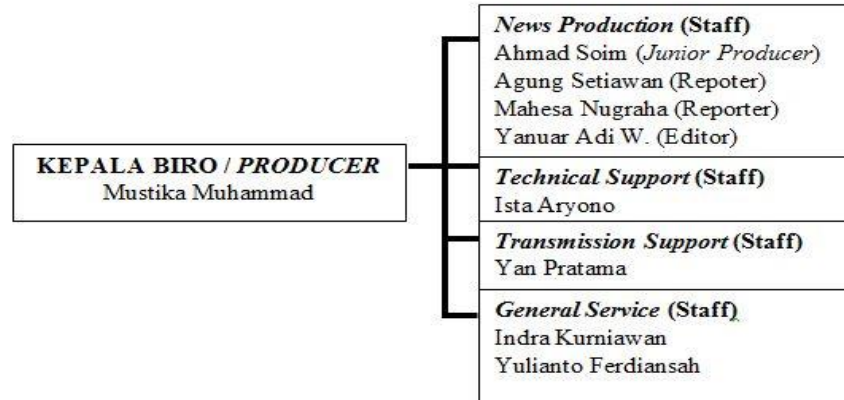 KEPALA BIRO / PRODUCER
Mustika Muhammad
News Production (Staff)
Ahmad Soim (Junior Producer)
Agung Setiawan (Repoter)
Mahesa Nugraha (Reporter)
Yanuar Adi W. (Editor)
Technical Support (Staff)
Ista Aryono
Transmission Support (Staff)
Yan Pratama
General Service (Staff)
Indra Kurniawan
Yulianto Ferdiansah